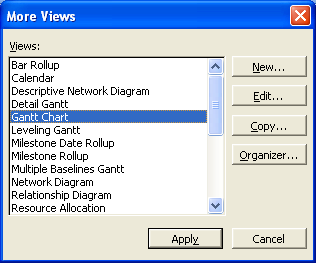 More Views
Views:
Bar Rollup
Calendar
Descriptive Network Diagram
Detail Gantt
Gantt Chart
Leveling Gantt
Milestone Date Rollup
Milestone Rollup
Multiple Baselines Gantt
Network Diagram
Relationship Diagram
Resource Allocation
New...
Edit...
Copy...
Organizer...
Apply
Cancel